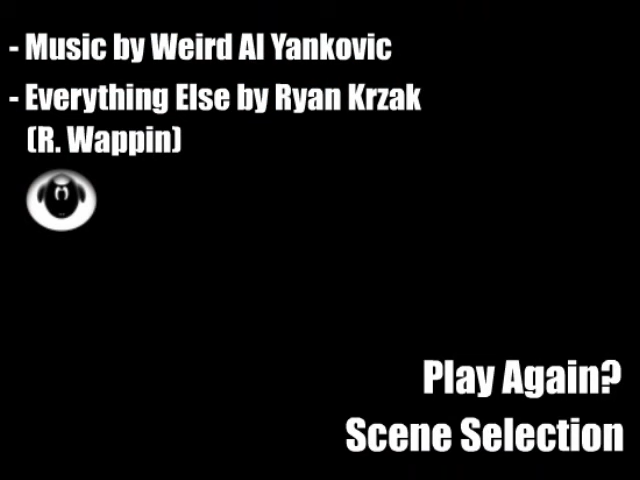 - Music by Weird Al Yankovic
- Everything Else by Ryan Krzak
(R. Wappin)
Play Again?
Scene Selection